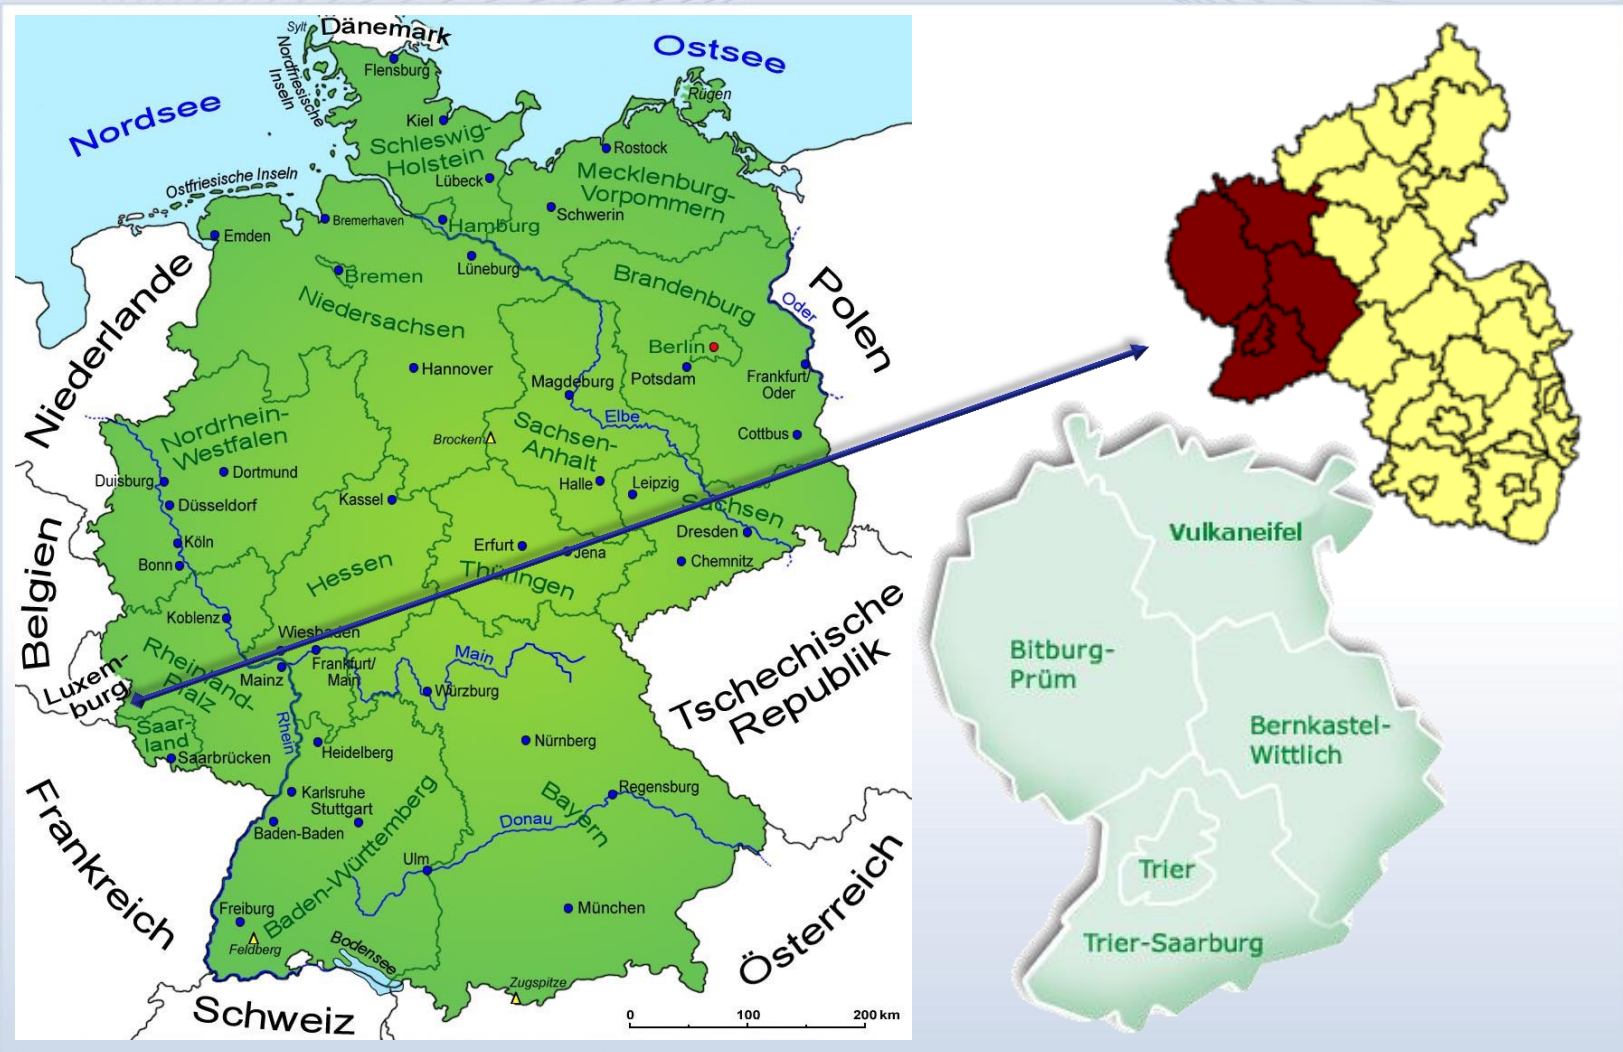 Sylt
Dänemark
Nordfriesische
Inseln
Flensburg
Ostsee
Rügen
Nordsee
Kiel
Schleswig-
Holstein
Rostock
Lübeck
Mecklenburg-
Vorpommern
Ostfriesische Inseln
Schwerin
Bremerhaven
Hamburg
Emden
Lüneburg
Bremen
Brandenburg
Niedersachsen
Oder
Polen
Niederlande
Berlin
Hannover
Magdeburg
Potsdam
Frankfurt/
Oder
Elbe
Nordrhein-
Westfalen
Brocken
Sachsen-
Anhalt
Cottbus
Dortmund
Duisburg
Halle
Leipzig
Kassel
Düsseldorf
Sachsen
Dresden
Köln
Erfurt
Jena
Bonn
Chemnitz
Hessen
Thüringen
Belgien
Koblenz
Wiesbaden
Rheinland-
Pfalz
Frankfurt/
Main
Main
Mainz
Luxem-
burg
Würzburg
Tschechische
Republik
Saar-
land
Rhein
Nürnberg
Heidelberg
Saarbrücken
Frankreich
Karlsruhe
Stuttgart
Regensburg
Bayern
Baden-Baden
Donau
Baden-Württemberg
Ulm
Freiburg
München
Feldberg
Bodensee
Österreich
Zugspitze
Schweiz
0 100 200 km
Vulkaneifel
Bitburg-
Prüm
Bernkastel-
Wittlich
Trier
Trier-Saarburg